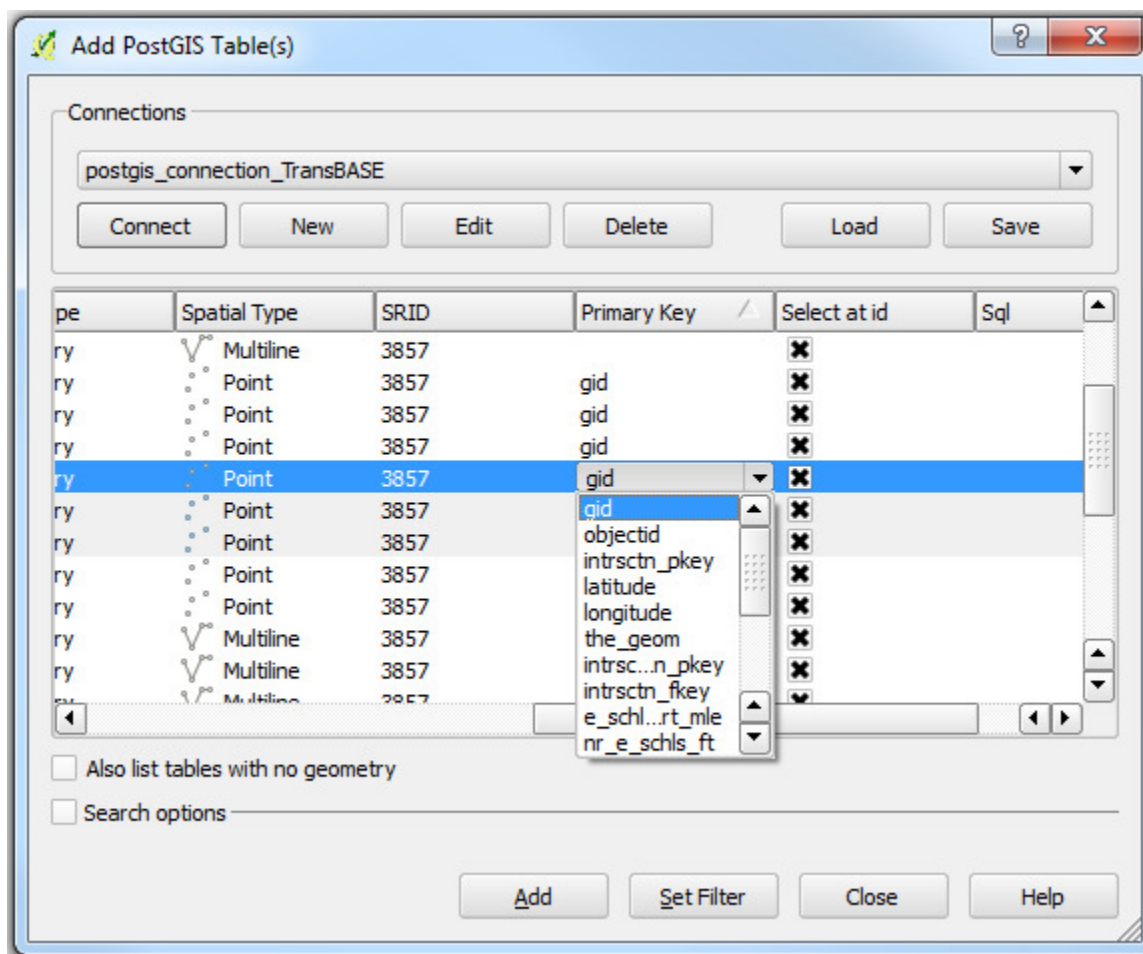 Add PostGIS Table(s)
Connections
postgis_connection_TransBASE
Connect New Edit Delete Load Save
pe Spatial Type SRID Primary Key Select at id Sql
ry Multiline 3857
ry Point 3857 gid
ry Point 3857 gid
ry Point 3857 gid
ry Point 3857 gid
ry Point 3857
ry Point 3857
ry Point 3857
ry Point 3857
ry Multiline 3857
ry Multiline 3857
ry Multiline 3857
gid
objectid
intrsctn_pkey
latitude
longitude
the_geom
intrsc...n_pkey
intrsctn_fkey
e_schl...rt_mle
nr_e_schls_ft
Also list tables with no geometry
Search options
Add Set Filter Close Help